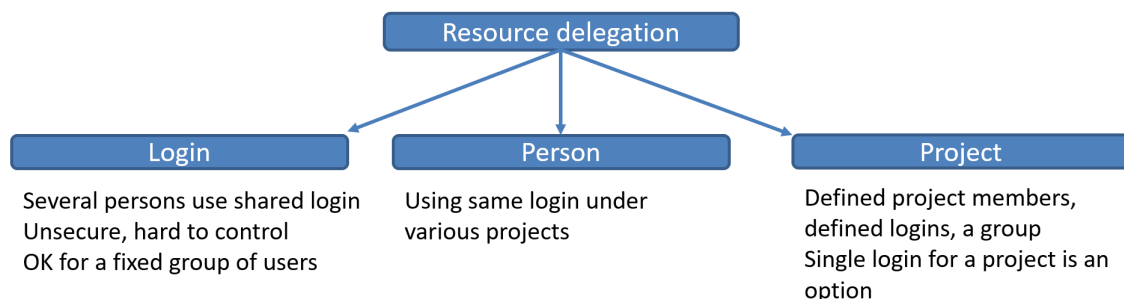 Resource delegation
Login
Several persons use shared login
Unsecure, hard to control
OK for a fixed group of users
Person
Using same login under
various projects
Project
Defined project members,
defined logins, a group
Single login for a project is an
option